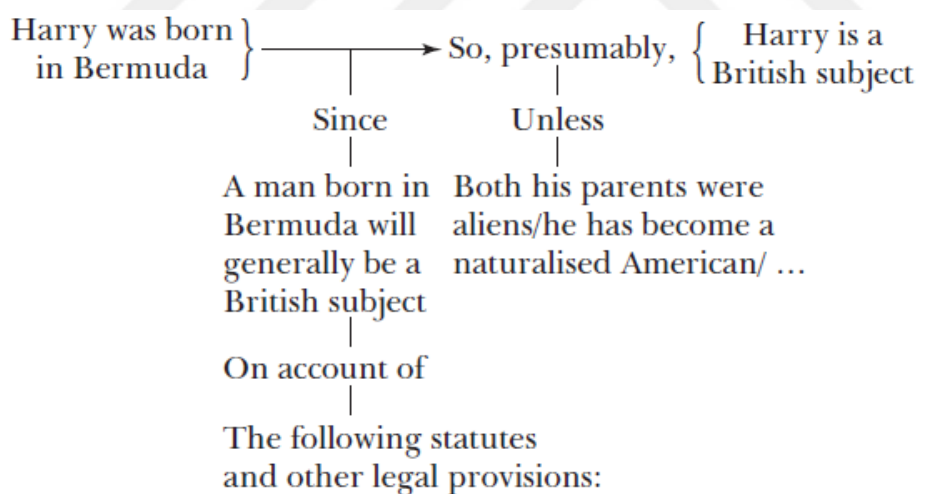 Harry was born
in Bermuda
So, presumably,
Harry is a
British subject
Since
Unless
A man born in
Bermuda will
generally be a
British subject
Both his parents were
aliens/he has become a
naturalised American/ …
On account of
The following statutes
and other legal provisions: